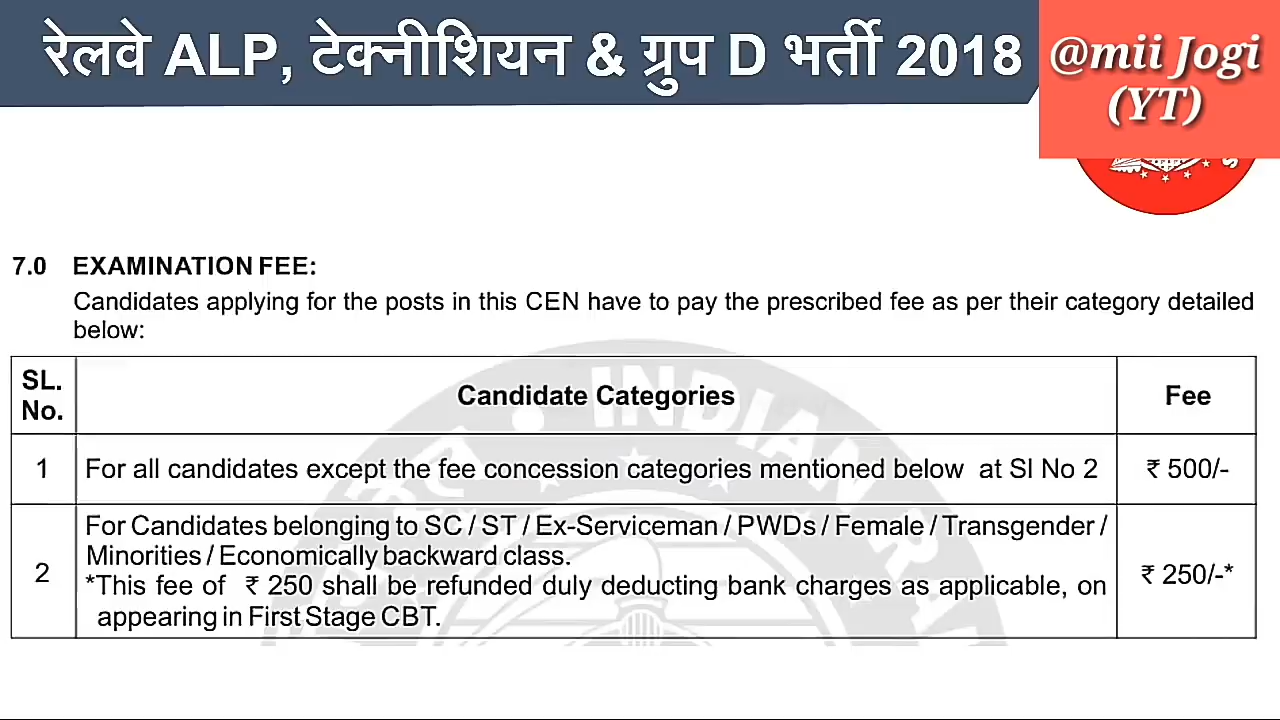 रेलवे ALP, टेक्नीशियन & ग्रुप D भर्ती 2018
@mii Jogi
(YT)
7.0 EXAMINATION FEE:
Candidates applying for the posts in this CEN have to pay the prescribed fee as per their category detailed
below:
SL.
No.
Candidate Categories
Fee
1
For all candidates except the fee concession categories mentioned below at Sl No 2
₹ 500/-
2
For Candidates belonging to SC / ST / Ex-Serviceman / PWDs / Female / Transgender /
Minorities / Economically backward class.
*This fee of ₹ 250 shall be refunded duly deducting bank charges as applicable, on
appearing in First Stage CBT.
₹ 250/-*
INDIAN